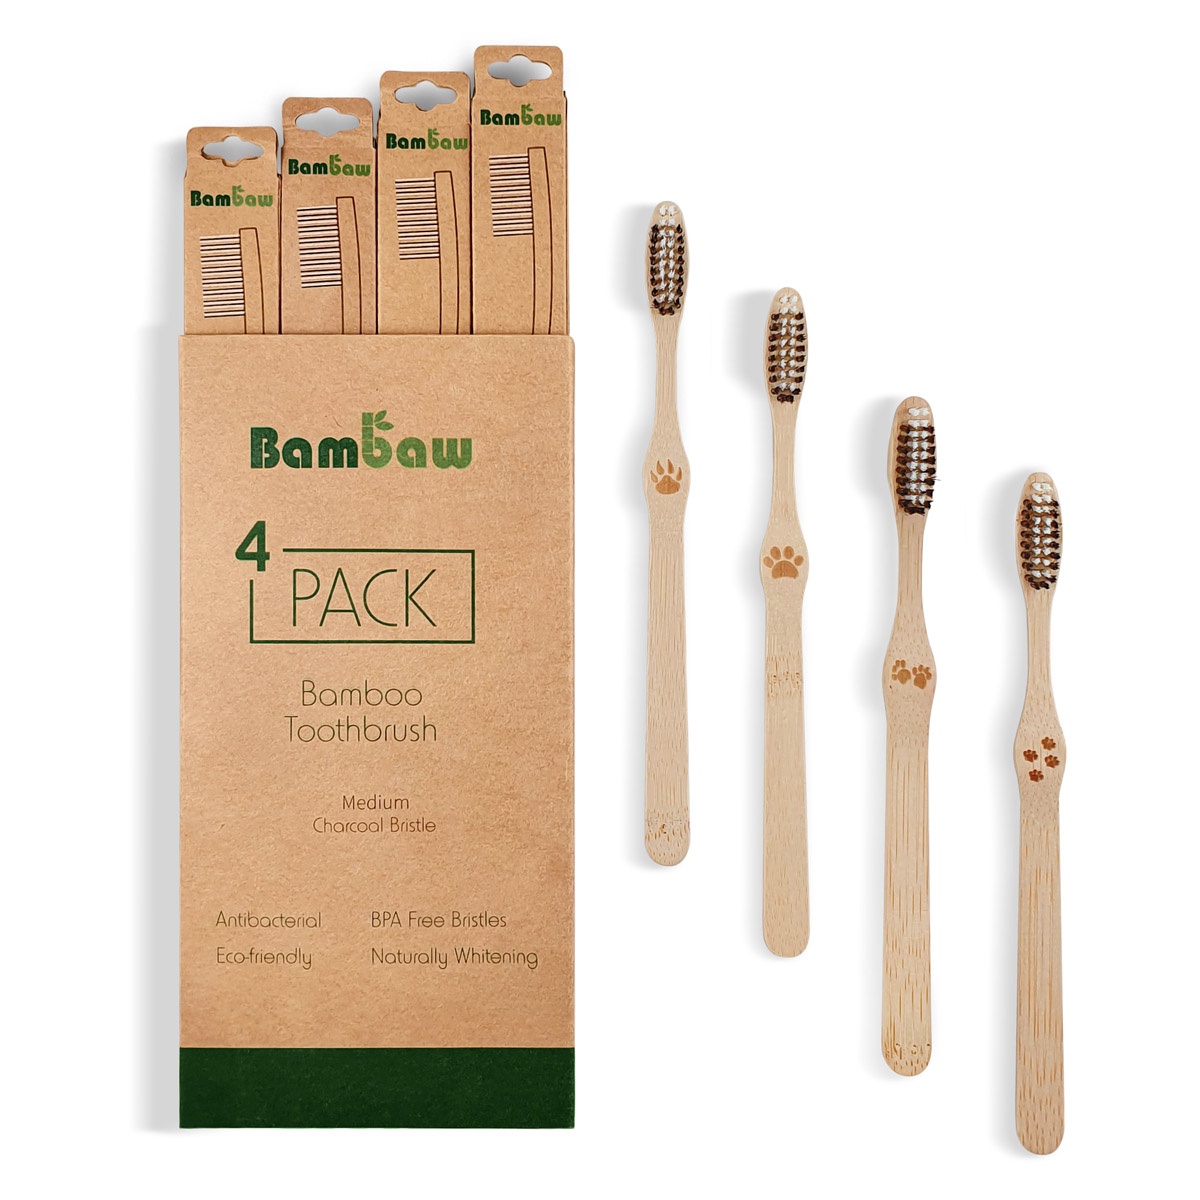 Bambaw
Bambaw
Bambaw
Bambaw
Bambaw
4
PACK
Bamboo
Toothbrush
Medium
Charcoal Bristle
Antibacterial BPA Free Bristles
Eco-friendly Naturally Whitening